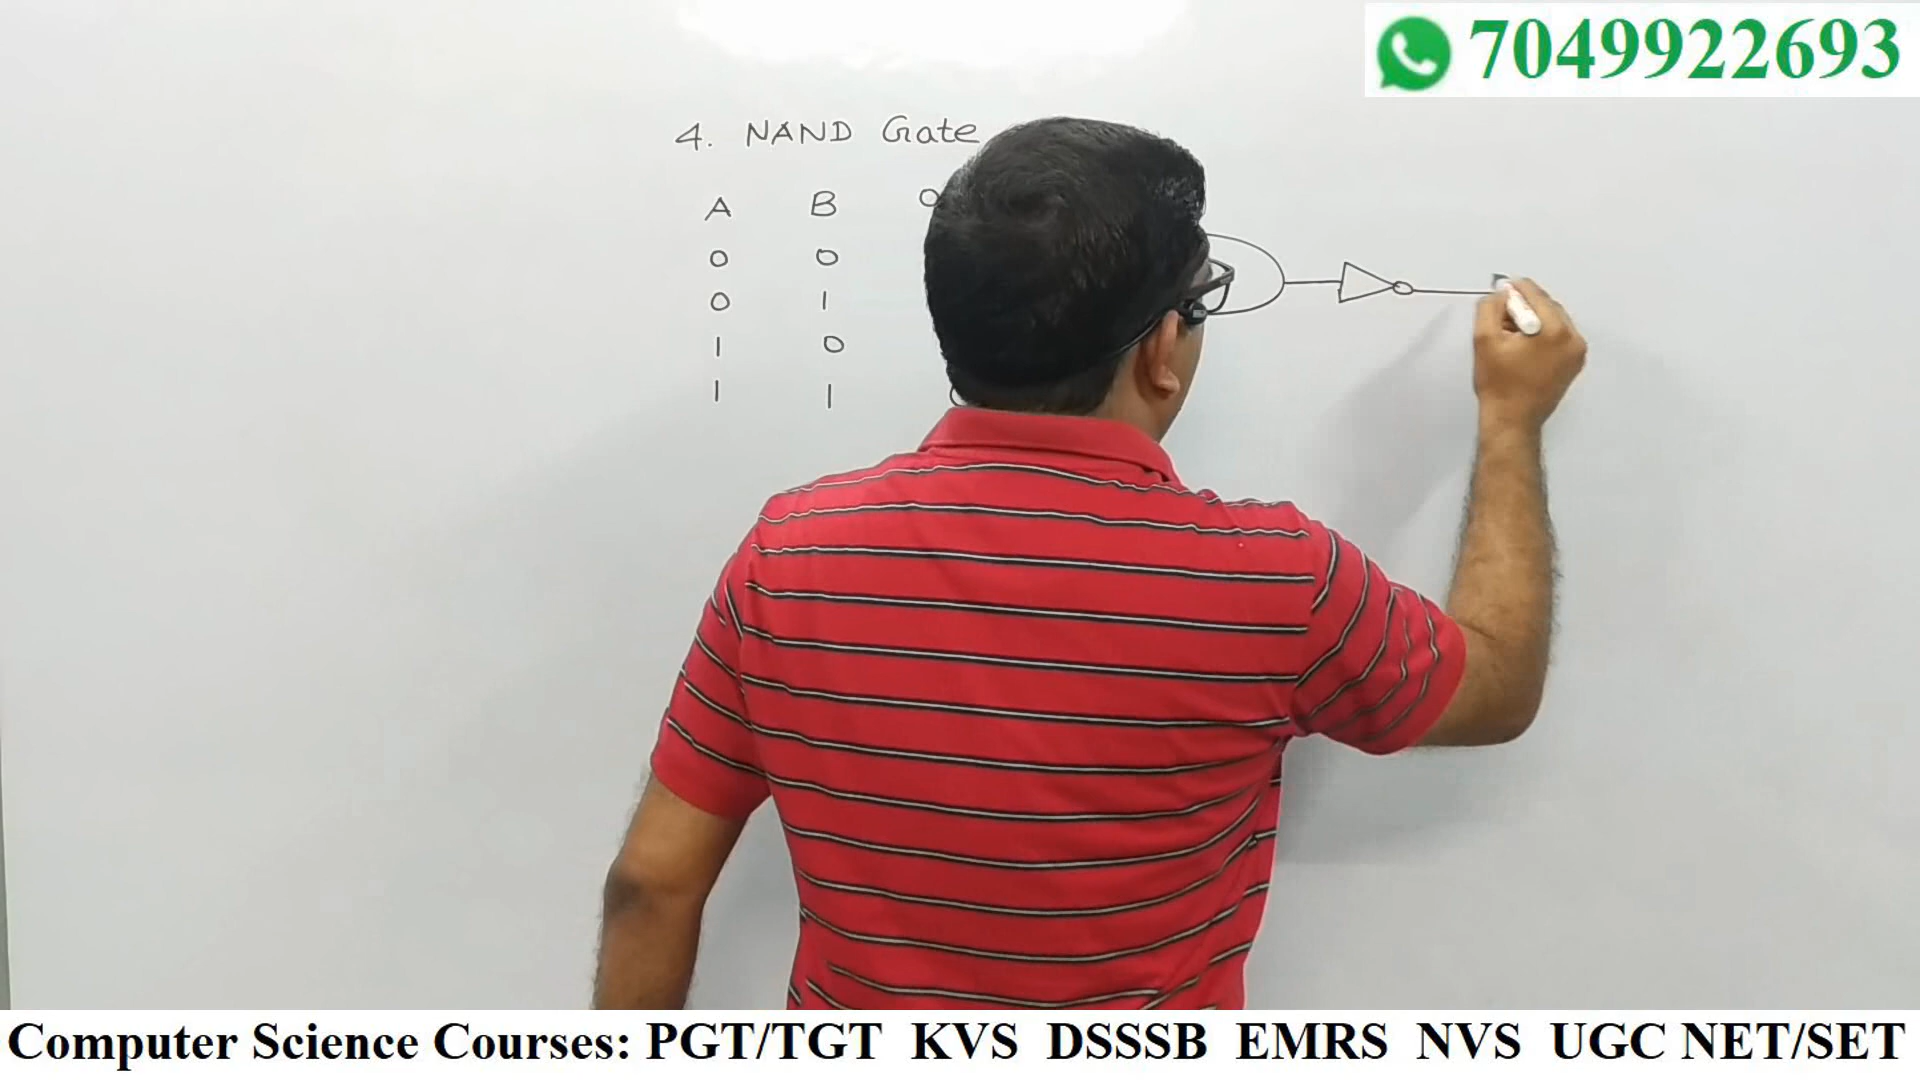 7049922693
4. NAND Gate
A B
0 0
0 1
1 0
1 1
Computer Science Courses: PGT/TGT KVS DSSSB EMRS NVS UGC NET/SET